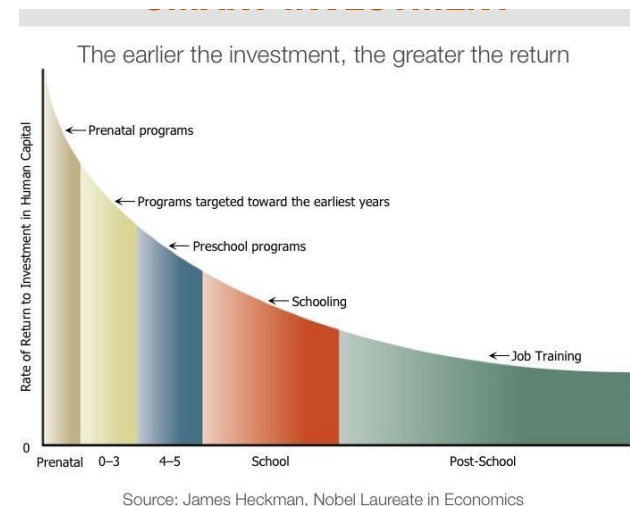 The earlier the investment, the greater the return
Rate of Return to Investment in Human Capital
Prenatal programs
Programs targeted toward the earliest years
Preschool programs
Schooling
Job Training
0
Prenatal 0–3 4–5 School Post-School
Source: James Heckman, Nobel Laureate in Economics